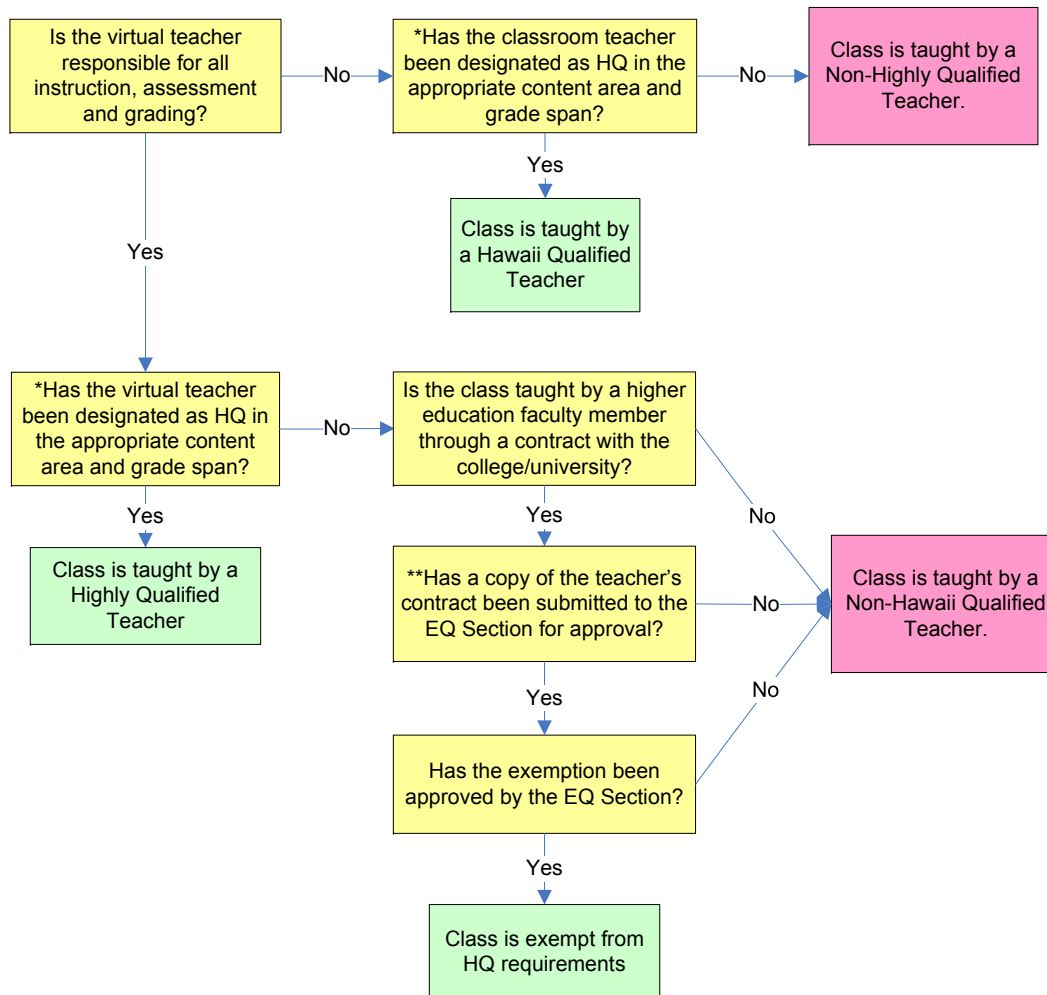 Is the virtual teacher
responsible for all
instruction, assessment
and grading?
No
*Has the classroom teacher
been designated as HQ in the
appropriate content area and
grade span?
No
Class is taught by a
Non-Highly Qualified
Teacher.
Yes
Class is taught by
a Hawaii Qualified
Teacher
Yes
*Has the virtual teacher
been designated as HQ in
the appropriate content
area and grade span?
No
Is the class taught by a higher
education faculty member
through a contract with the
college/university?
No
Yes
Class is taught by a
Highly Qualified
Teacher
Yes
**Has a copy of the teacher’s
contract been submitted to the
EQ Section for approval?
No
Class is taught by a
Non-Hawaii Qualified
Teacher.
Yes
No
Has the exemption been
approved by the EQ Section?
Yes
Class is exempt from
HQ requirements